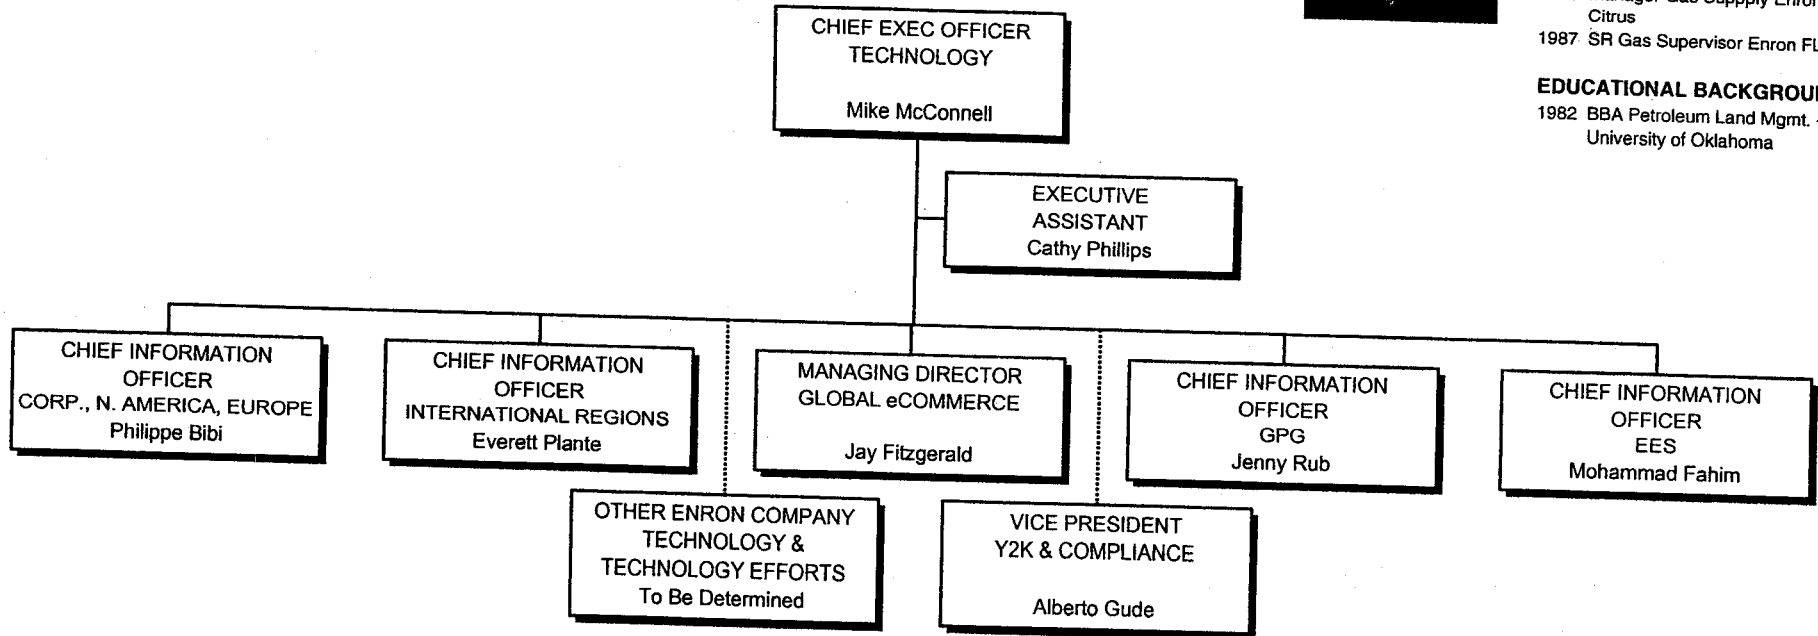 Citrus
1987 SR Gas Supervisor Enron
EDUCATIONAL
1982 BBA Petroleum Land Mgmt.
University of Oklahoma
CHIEF EXEC OFFICER
TECHNOLOGY
Mike McConnell
EXECUTIVE
ASSISTANT
Cathy Phillips
CHIEF INFORMATION
OFFICER
CORP., N. AMERICA, EUROPE
Philippe Bibi
CHIEF INFORMATION
OFFICER
INTERNATIONAL REGIONS
Everett Plante
MANAGING DIRECTOR
GLOBAL eCOMMERCE
Jay Fitzgerald
CHIEF INFORMATION
OFFICER
GPG
Jenny Rub
CHIEF INFORMATION
OFFICER
EES
Mohammad Fahim
OTHER ENRON COMPANY
TECHNOLOGY &
TECHNOLOGY EFFORTS
To Be Determined
VICE PRESIDENT
Y2K & COMPLIANCE
Alberto Gude